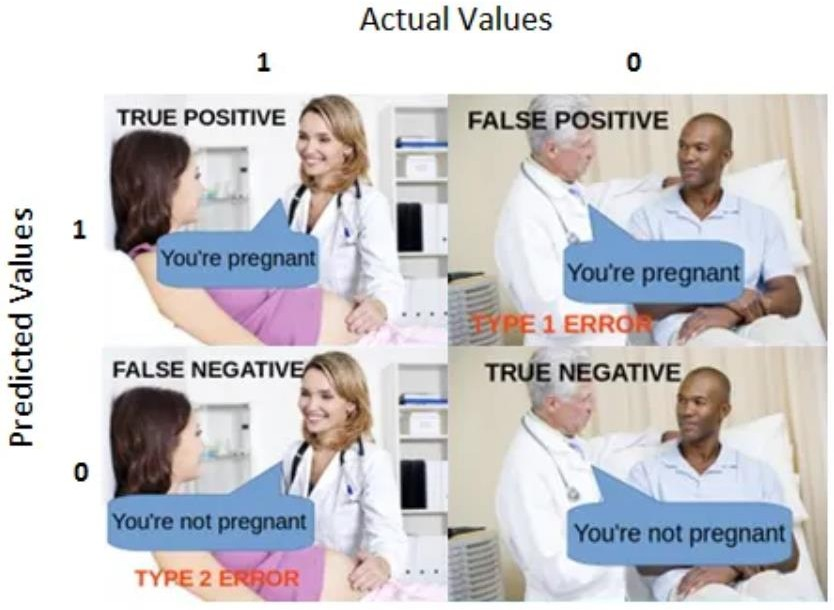 Actual Values
1
0
Predicted Values
1
TRUE POSITIVE
You're pregnant
FALSE POSITIVE
You're pregnant
TYPE 1 ERROR
0
FALSE NEGATIVE
You're not pregnant
TYPE 2 ERROR
TRUE NEGATIVE
You're not pregnant